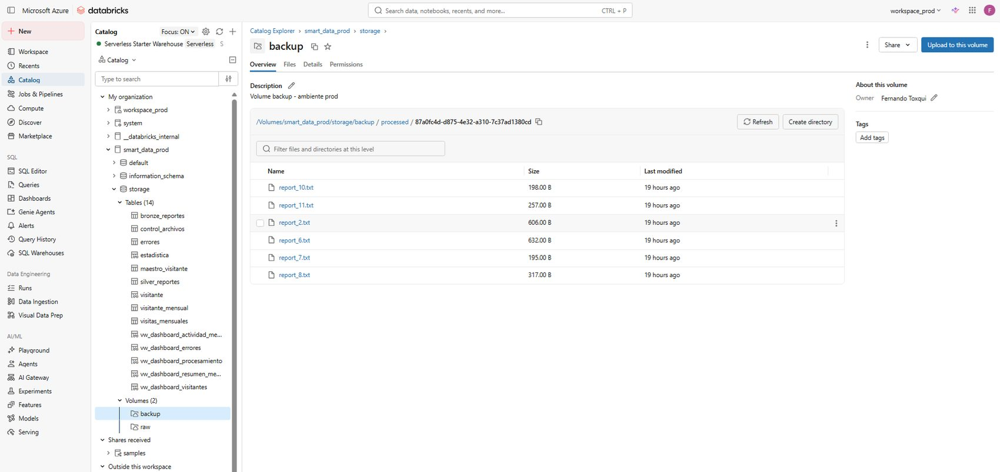 Microsoft Azure databricks
Search data, notebooks, recents, and more... CTRL + P
workspace_prod
F
New
Workspace
Recents
Catalog
Jobs & Pipelines
Compute
Discover
Marketplace
SQL
SQL Editor
Queries
Dashboards
Genie Agents
Alerts
Query History
SQL Warehouses
Data Engineering
Runs
Data Ingestion
Visual Data Prep
AI/ML
Playground
Agents
AI Gateway
Experiments
Features
Models
Serving
Catalog
Focus: ON
Serverless Starter Warehouse Serverless S
Catalog
Type to search
My organization
workspace_prod
system
__databricks_internal
smart_data_prod
default
information_schema
storage
Tables (14)
bronze_reportes
control_archivos
errores
estadistica
maestro_visitante
silver_reportes
visitante
visitante_mensual
visitas_mensuales
vw_dashboard_actividad_me...
vw_dashboard_errores
vw_dashboard_procesamiento
vw_dashboard_resumen_me...
vw_dashboard_visitantes
Volumes (2)
backup
raw
Shares received
samples
Outside this workspace
Catalog Explorer › smart_data_prod › storage ›
backup
Share
Upload to this volume
Overview Files Details Permissions
Description
Volume backup - ambiente prod
/Volumes/smart_data_prod/storage/backup / processed / 87a0fc4d-d875-4e32-a310-7c37ad1380cd
Refresh
Create directory
Filter files and directories at this level
Name Size Last modified
report_10.txt 198.00 B 19 hours ago
report_11.txt 257.00 B 19 hours ago
report_2.txt 606.00 B 19 hours ago
report_6.txt 632.00 B 19 hours ago
report_7.txt 195.00 B 19 hours ago
report_8.txt 317.00 B 19 hours ago
About this volume
Owner Fernando Toxqui
Tags
Add tags